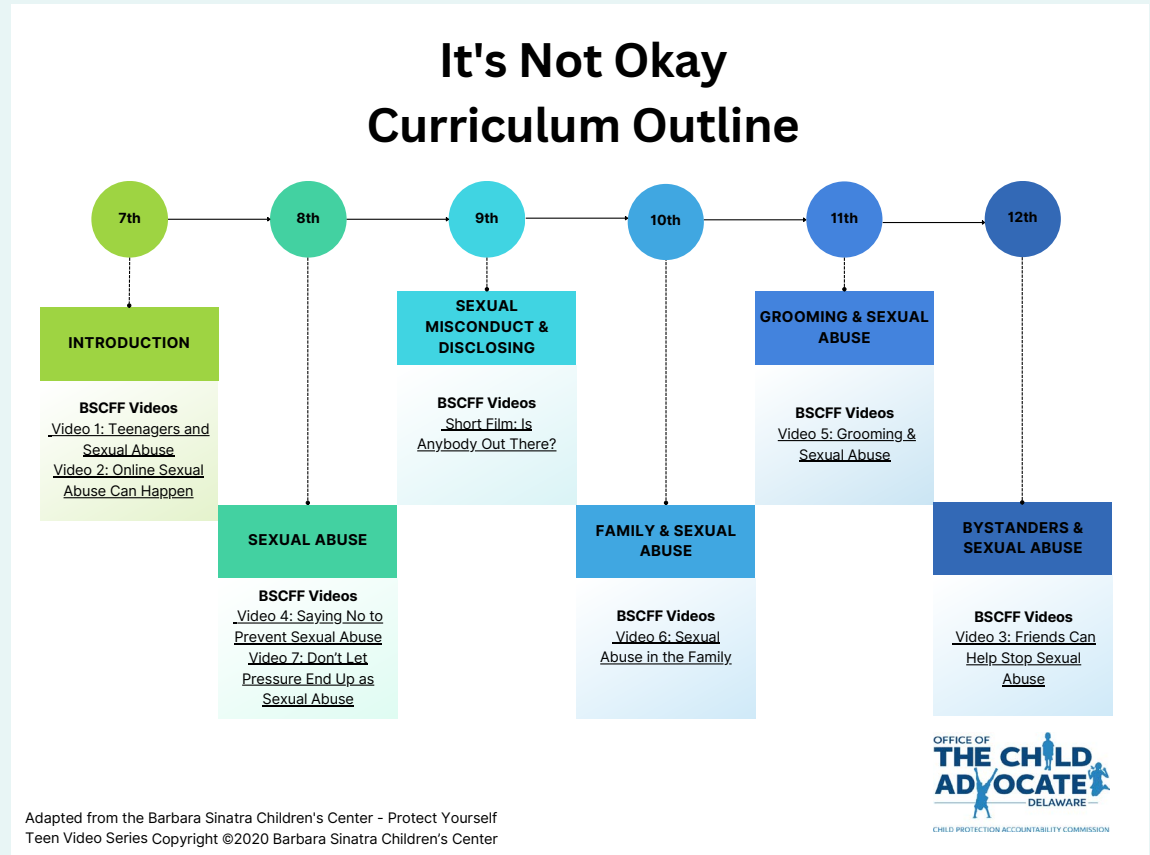 It's Not Okay
Curriculum Outline
7th
8th
9th
10th
11th
12th
INTRODUCTION
BSCFF Videos
Video 1: Teenagers and
Sexual Abuse
Video 2: Online Sexual
Abuse Can Happen
SEXUAL ABUSE
BSCFF Videos
Video 4: Saying No to
Prevent Sexual Abuse
Video 7: Don’t Let
Pressure End Up as
Sexual Abuse
SEXUAL
MISCONDUCT &
DISCLOSING
BSCFF Videos
Short Film: Is
Anybody Out There?
FAMILY & SEXUAL
ABUSE
BSCFF Videos
Video 6: Sexual
Abuse in the Family
GROOMING & SEXUAL
ABUSE
BSCFF Videos
Video 5: Grooming &
Sexual Abuse
BYSTANDERS &
SEXUAL ABUSE
BSCFF Videos
Video 3: Friends Can
Help Stop Sexual
Abuse
OFFICE OF
THE CHILD
ADVOCATE
DELAWARE
CHILD PROTECTION ACCOUNTABILITY COMMISSION
Adapted from the Barbara Sinatra Children's Center - Protect Yourself
Teen Video Series Copyright ©2020 Barbara Sinatra Children’s Center